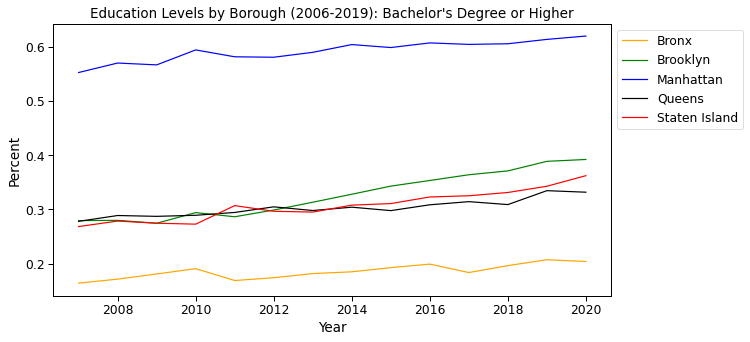 Education Levels by Borough (2006-2019): Bachelor's Degree or Higher
Percent
0.6
0.5
0.4
0.3
0.2
2008 2010 2012 2014 2016 2018 2020
Year
Bronx
Brooklyn
Manhattan
Queens
Staten Island